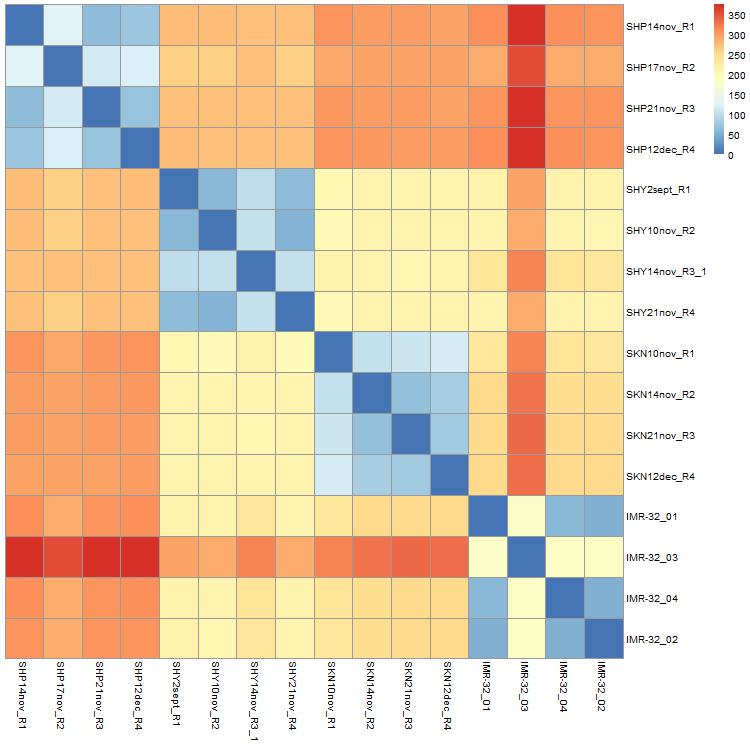 SHP14nov_R1
SHP17nov_R2
SHP21nov_R3
SHP12dec_R4
SHY2sept_R1
SHY10nov_R2
SHY14nov_R3_1
SHY21nov_R4
SKN10nov_R1
SKN14nov_R2
SKN21nov_R3
SKN12dec_R4
IMR-32_01
IMR-32_03
IMR-32_04
IMR-32_02
350
300
250
200
150
100
50
0
SHP14nov_R1
SHP17nov_R2
SHP21nov_R3
SHP12dec_R4
SHY2sept_R1
SHY10nov_R2
SHY14nov_R3_1
SHY21nov_R4
SKN10nov_R1
SKN14nov_R2
SKN21nov_R3
SKN12dec_R4
IMR-32_01
IMR-32_03
IMR-32_04
IMR-32_02